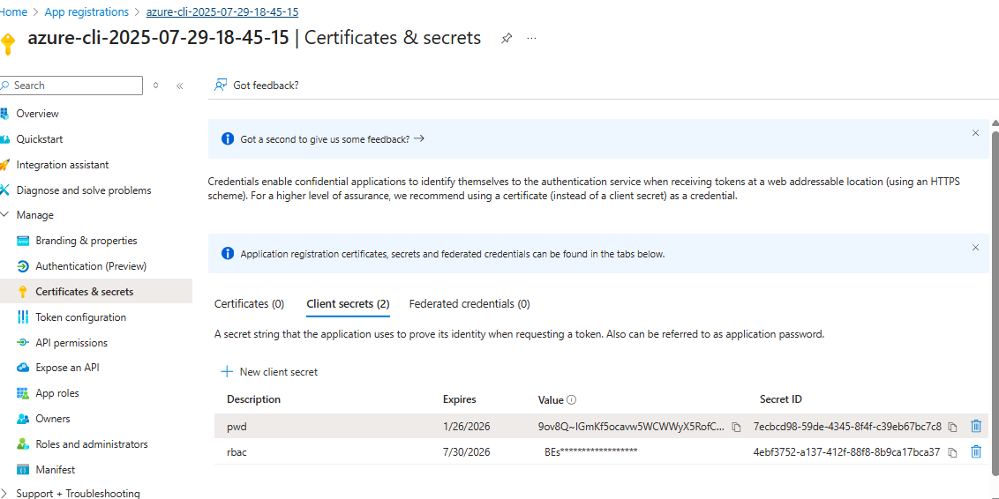 Home > App registrations > azure-cli-2025-07-29-18-45-15
azure-cli-2025-07-29-18-45-15 | Certificates & secrets
Search
Got feedback?
Overview
Got a second to give us some feedback? →
Quickstart
Integration assistant
Credentials enable confidential applications to identify themselves to the authentication service when receiving tokens at a web addressable location (using an HTTPS
scheme). For a higher level of assurance, we recommend using a certificate (instead of a client secret) as a credential.
Diagnose and solve problems
Manage
Branding & properties
Application registration certificates, secrets and federated credentials can be found in the tabs below.
Authentication (Preview)
Certificates & secrets
Certificates (0) Client secrets (2) Federated credentials (0)
Token configuration
A secret string that the application uses to prove its identity when requesting a token. Also can be referred to as application password.
API permissions
Expose an API
New client secret
App roles
Description Expires Value Secret ID
Owners
pwd 1/26/2026 9ov8Q~IGmKf5ocavw5WCWWyX5RofC... 7ecbcd98-59de-4345-8f4f-c39eb67bc7c8
Roles and administrators
rbac 7/30/2026 BEs****************** 4ebf3752-a137-412f-88f8-8b9ca17bca37
Manifest
Support + Troubleshooting